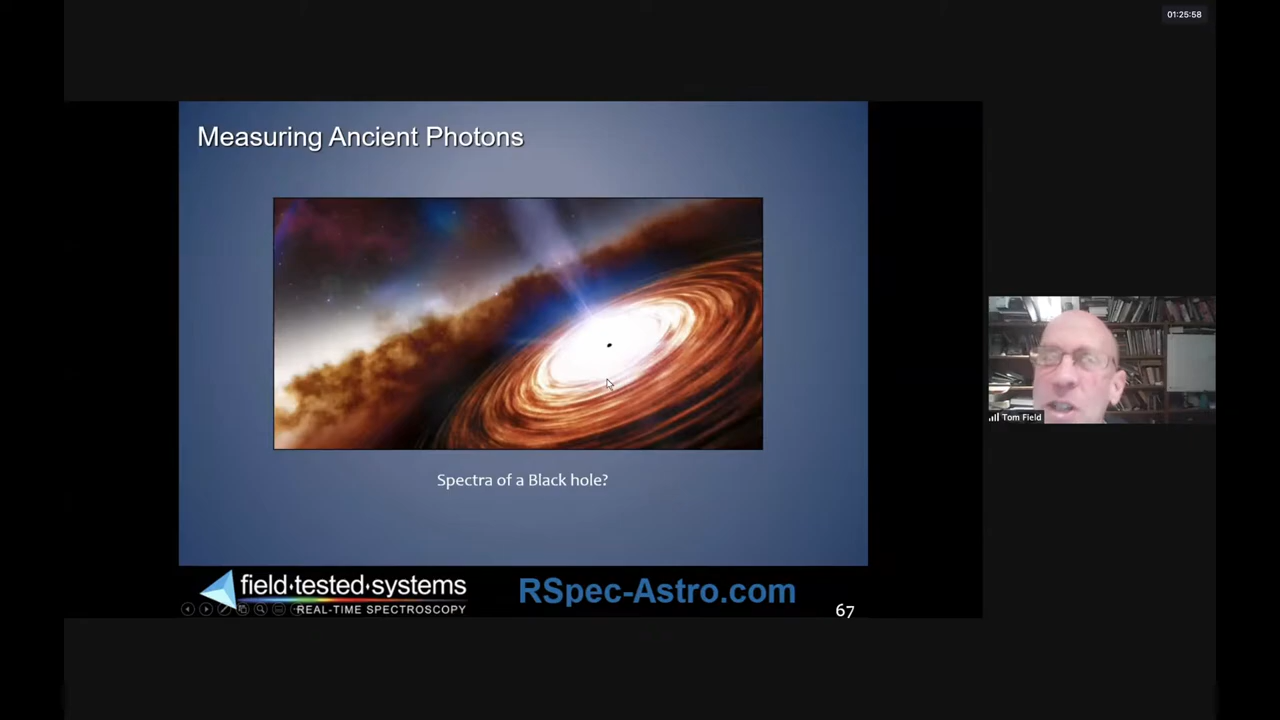 01:25:58
Measuring Ancient Photons
Spectra of a Black hole?
Tom Field
field·tested·systems
REAL-TIME SPECTROSCOPY
RSpec-Astro.com
67